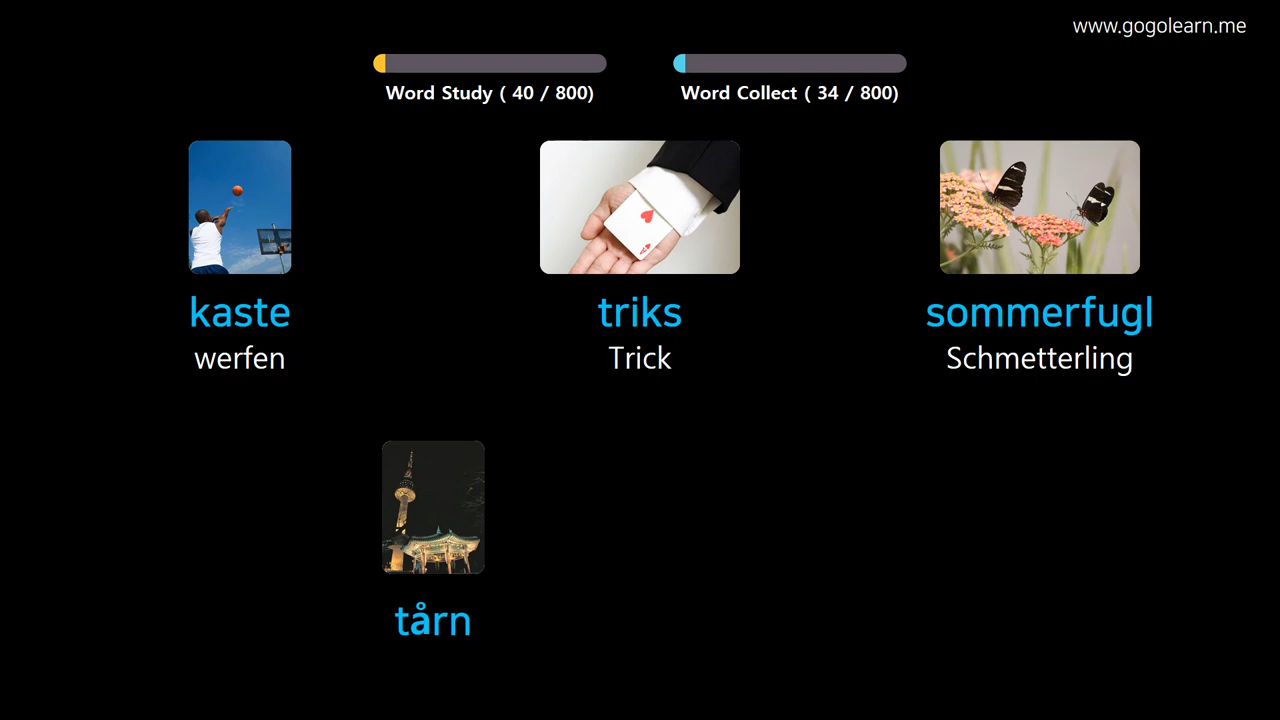 www.gogolearn.me
Word Study ( 40 / 800)
Word Collect ( 34 / 800)
kaste
werfen
triks
Trick
sommerfugl
Schmetterling
tårn